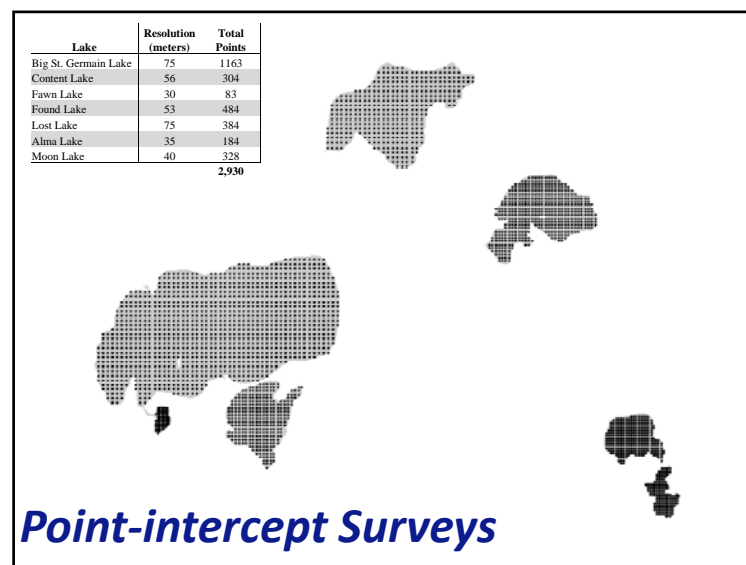 Resolution Total
Lake (meters) Points
Big St. Germain Lake 75 1163
Content Lake 56 304
Fawn Lake 30 83
Found Lake 53 484
Lost Lake 75 384
Alma Lake 35 184
Moon Lake 40 328
2,930
Point-intercept Surveys